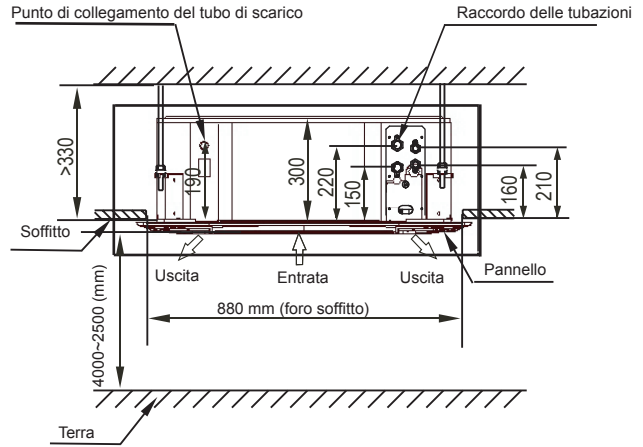 Punto di collegamento del tubo di scarico
Raccordo delle tubazioni
>330
190
300
220
150
160
210
Soffitto
Uscita
Entrata
Uscita
Pannello
880 mm (foro soffitto)
4000~2500 (mm)
Terra